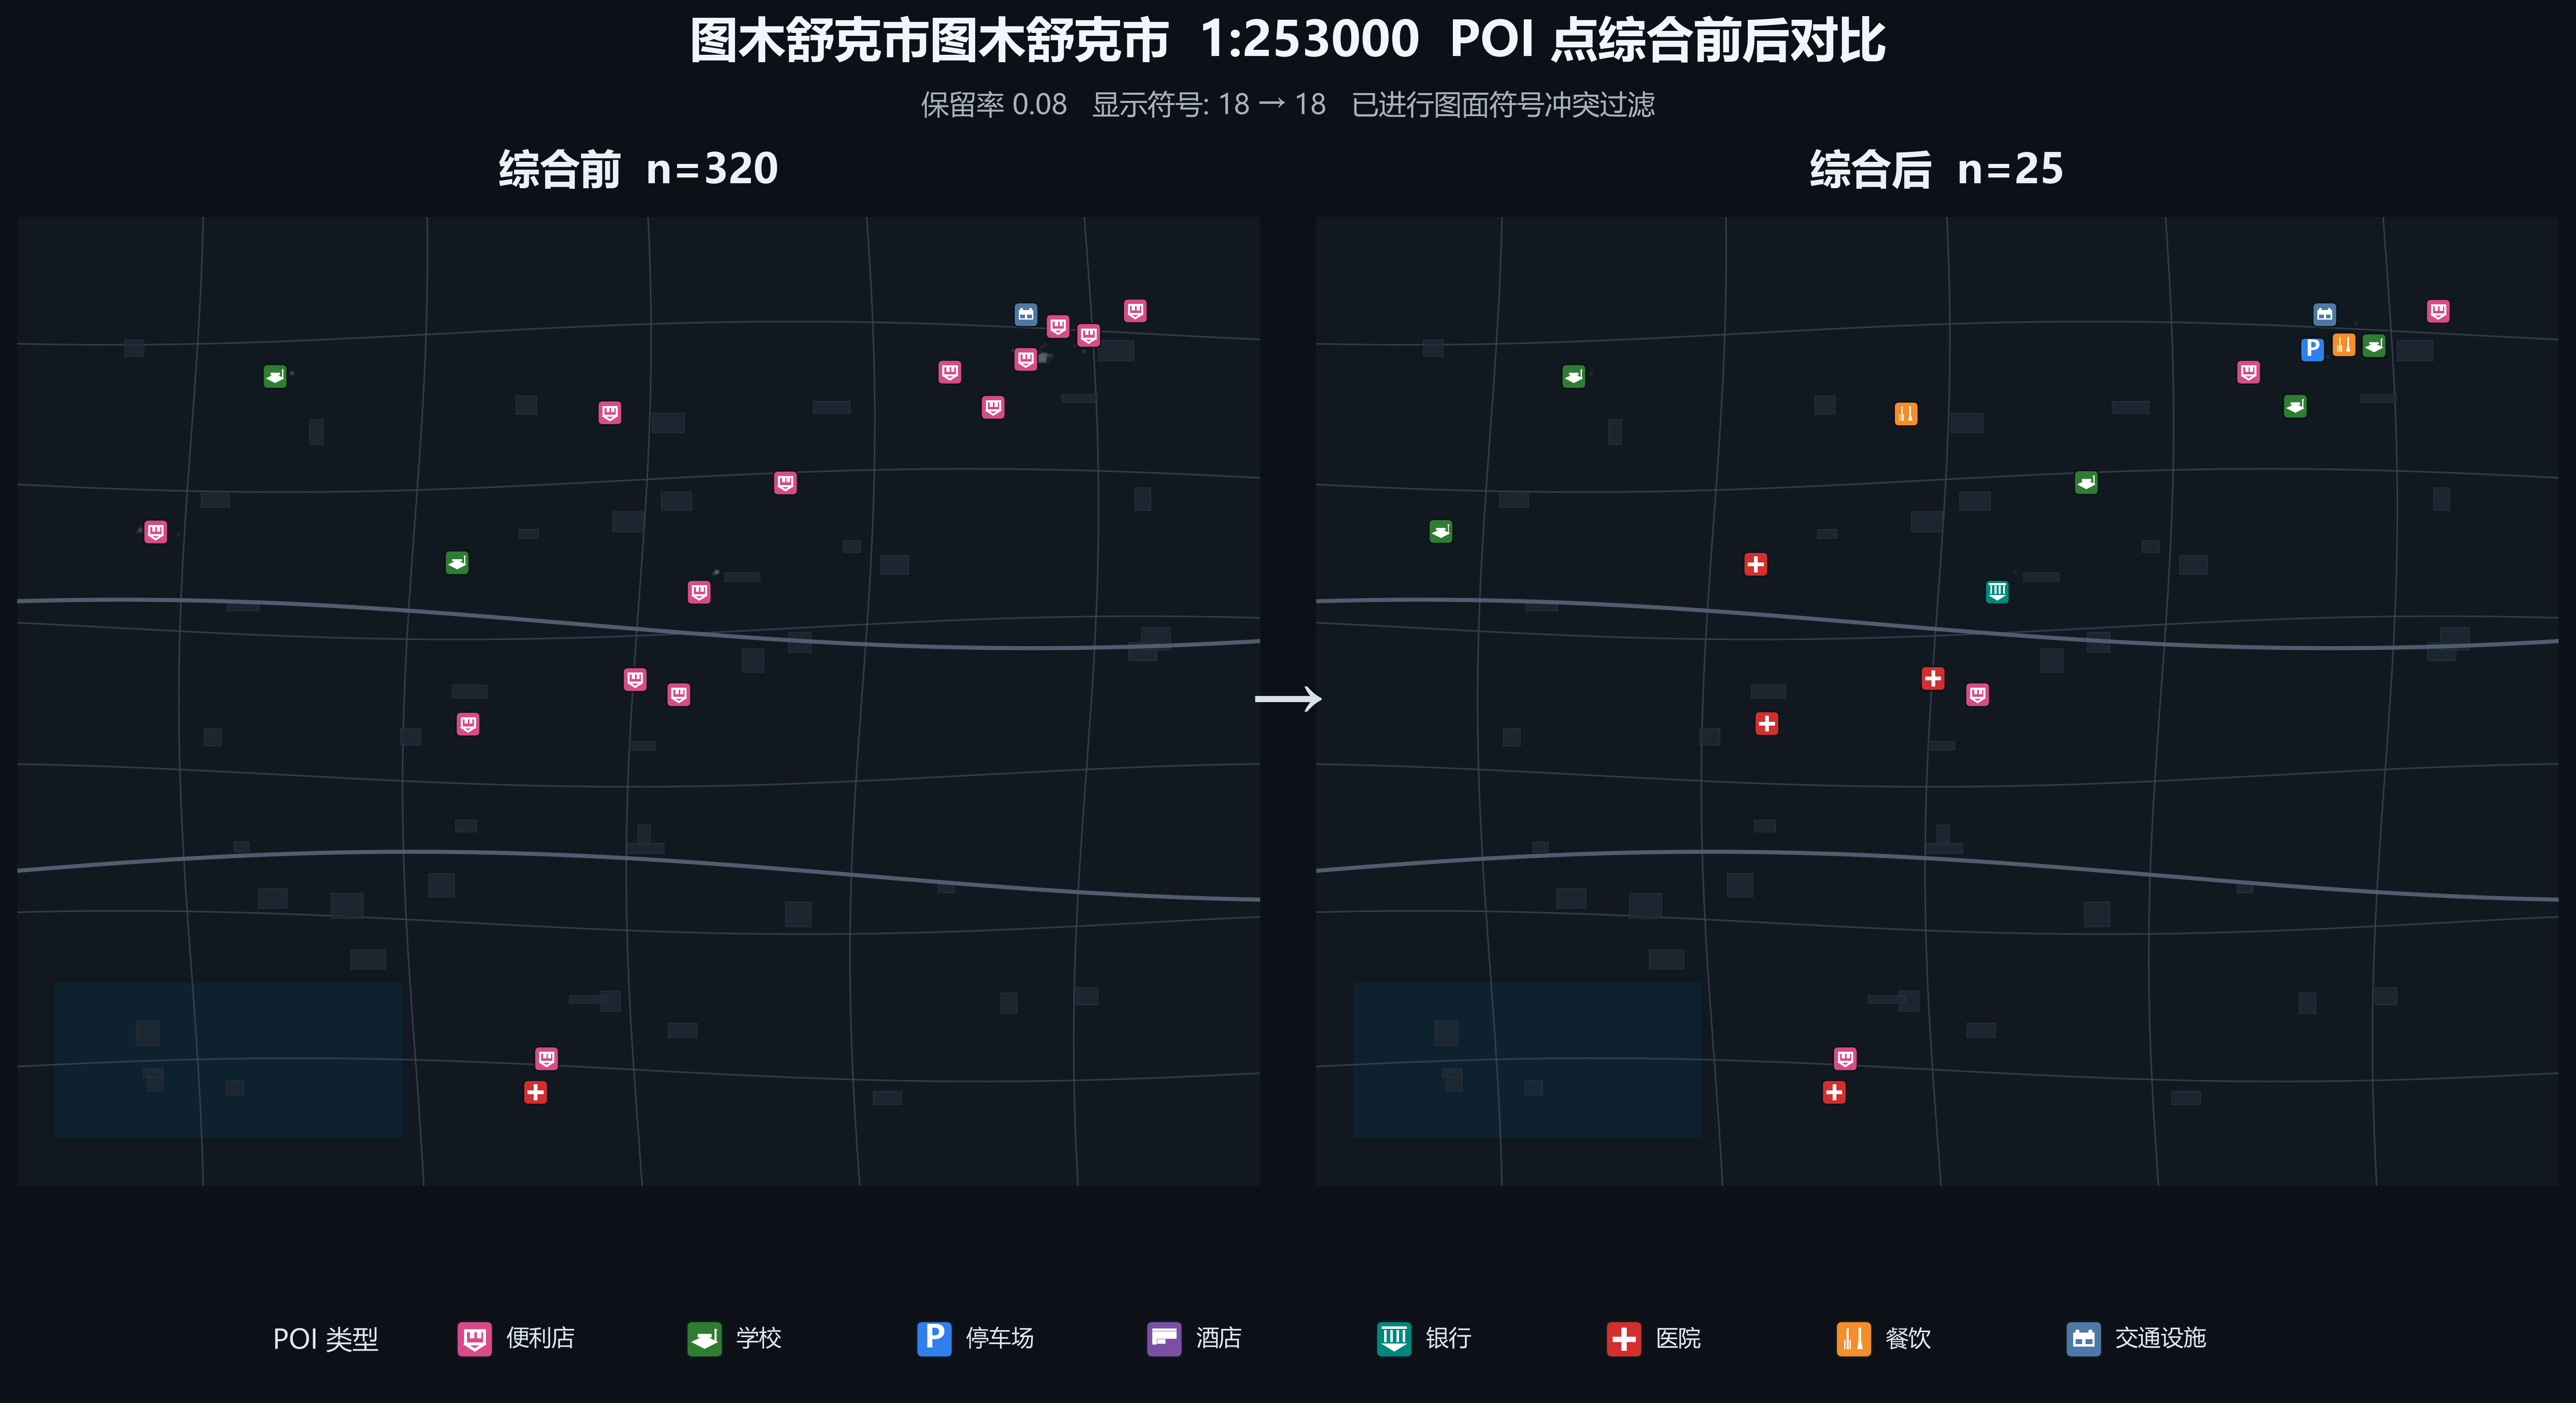 图木舒克市图木舒克市 1:253000 POI 点综合前后对比
保留率 0.08 显示符号: 18 → 18 已进行图面符号冲突过滤
综合前 n=320
综合后 n=25
P
→
POI 类型 便利店 学校 P 停车场 酒店 银行 医院 餐饮 交通设施